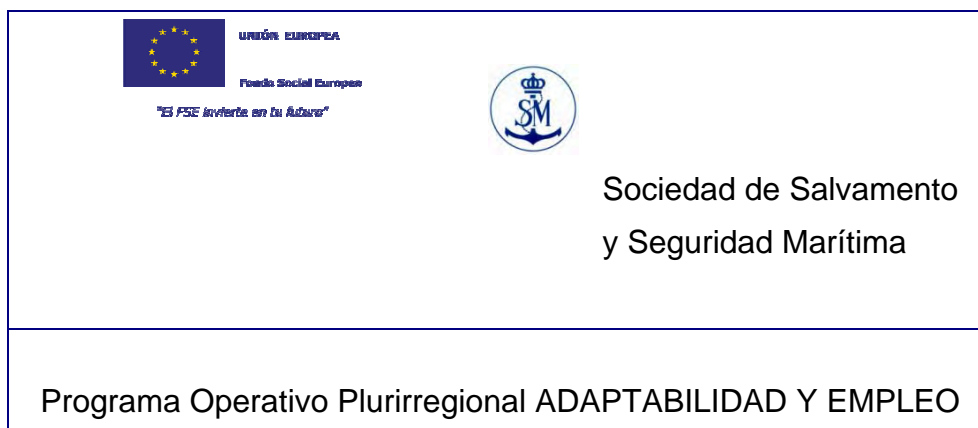 UNIÓN EUROPEA
Fondo Social Europeo
"El FSE invierte en tu futuro"
SM
Sociedad de Salvamento
y Seguridad Marítima
Programa Operativo Plurirregional ADAPTABILIDAD Y EMPLEO